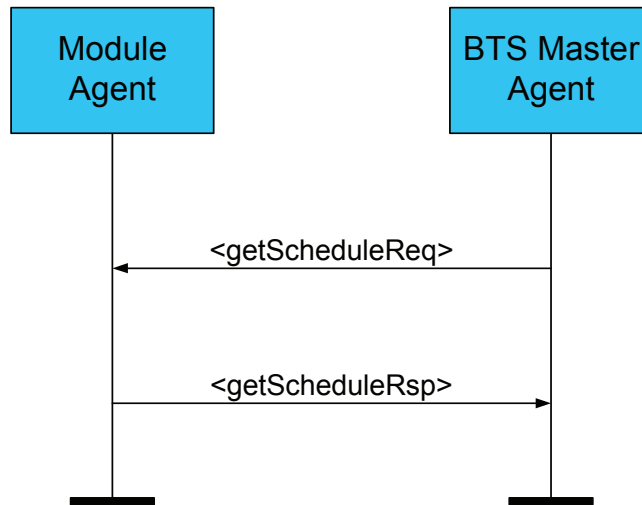 Module
Agent
BTS Master
Agent
<getScheduleReq>
<getScheduleRsp>